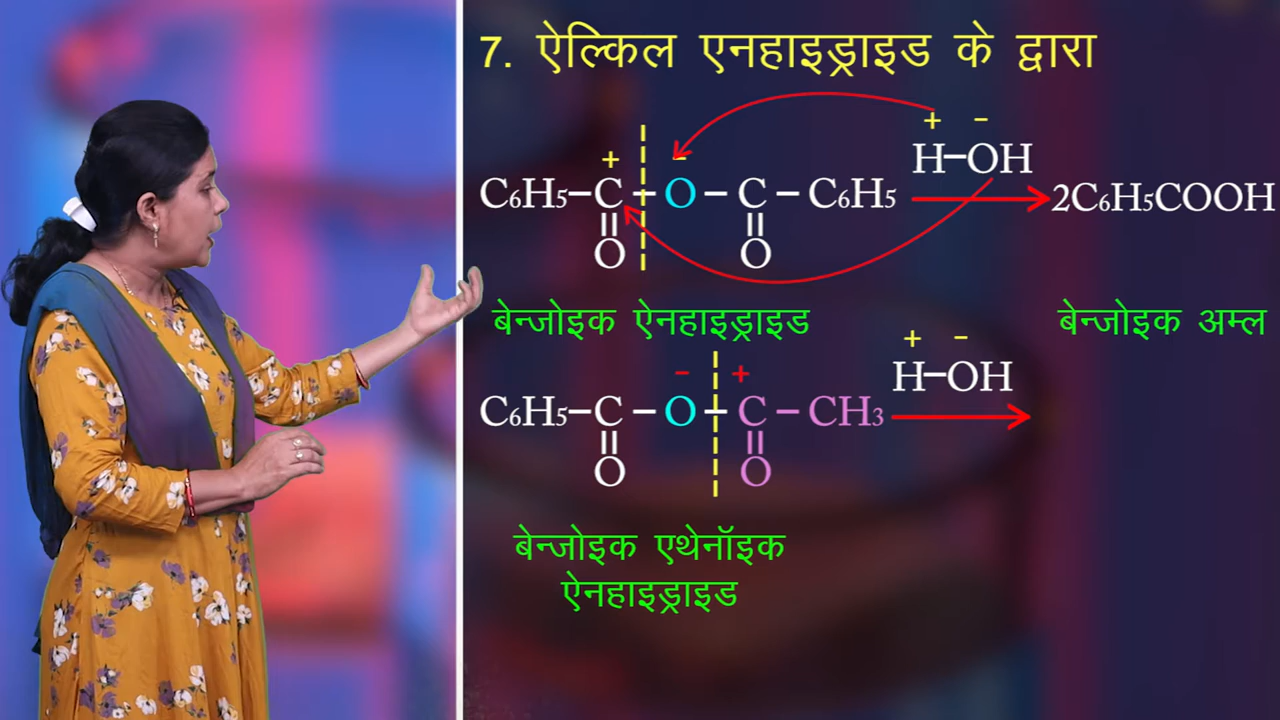 7. ऐल्किल एनहाइड्राइड के द्वारा
+ −
H−OH
+ −
C₆H₅−C−O−C−C₆H₅ → 2C₆H₅COOH
|| ||
O O
बेन्जोइक ऐनहाइड्राइड बेन्जोइक अम्ल
+ −
H−OH
− +
C₆H₅−C−O−C−CH₃ →
|| ||
O O
बेन्जोइक एथेनॉइक
ऐनहाइड्राइड